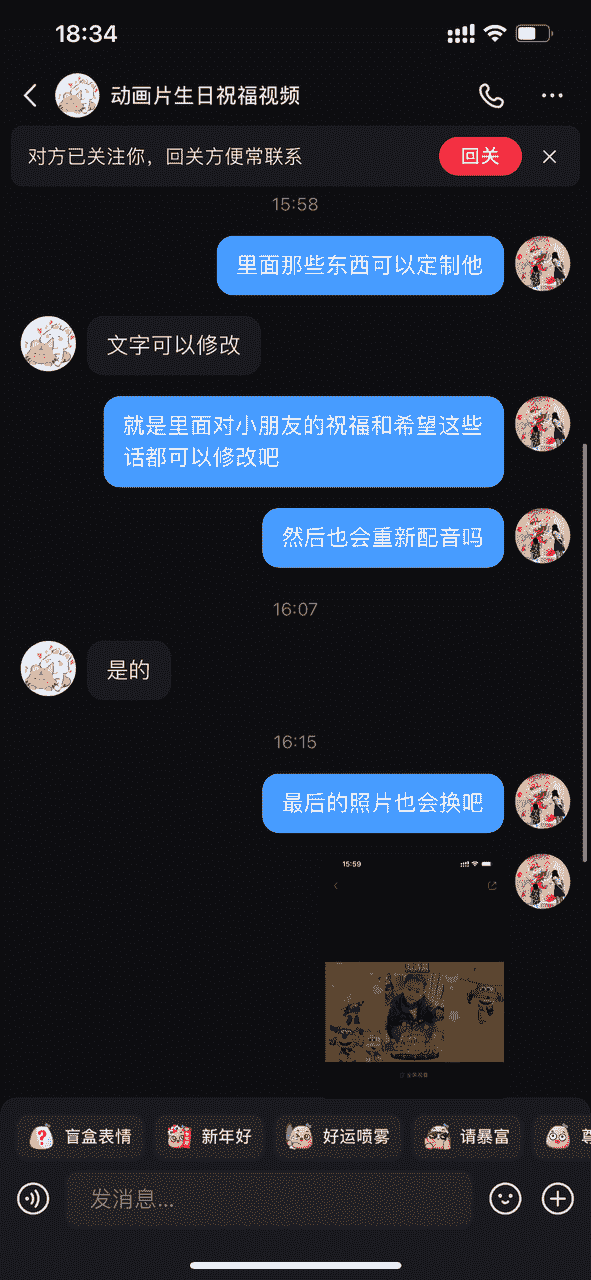 18:34
动画片生日祝福视频
对方已关注你，回关方便常联系
回关
15:58
里面那些东西可以定制他
文字可以修改
就是里面对小朋友的祝福和希望这些
话都可以修改吧
然后也会重新配音吗
16:07
是的
16:15
最后的照片也会换吧
15:59
全屏观看
盲盒表情
新年好
好运喷雾
请暴富
发消息...